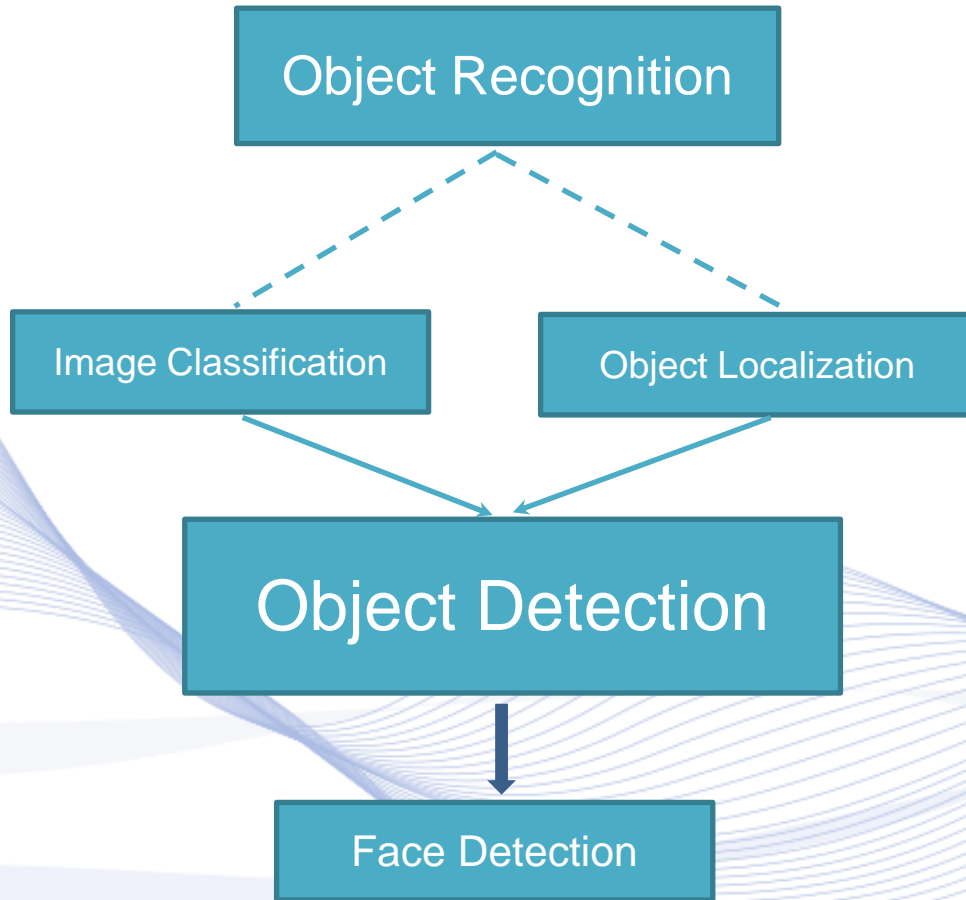 Object Recognition
Image Classification
Object Localization
Object Detection
Face Detection